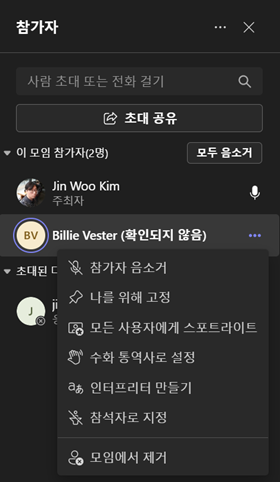 참가자
사람 초대 또는 전화 걸기
초대 공유
이 모임 참가자(2명)
모두 음소거
Jin Woo Kim
주최자
BV
Billie Vester (확인되지 않음)
초대된 다
참가자 음소거
J
ji
나를 위해 고정
모든 사용자에게 스포트라이트
수화 통역사로 설정
인터프리터 만들기
참석자로 지정
모임에서 제거